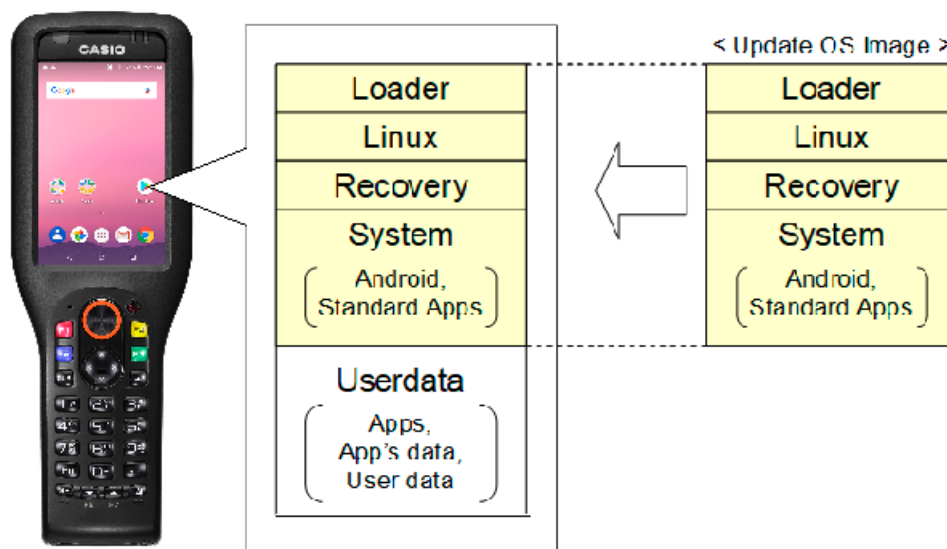 CASIO
Google
Loader
Linux
Recovery
System
Android,
Standard Apps
Userdata
Apps,
App's data,
User data
< Update OS Image >
Loader
Linux
Recovery
System
Android,
Standard Apps